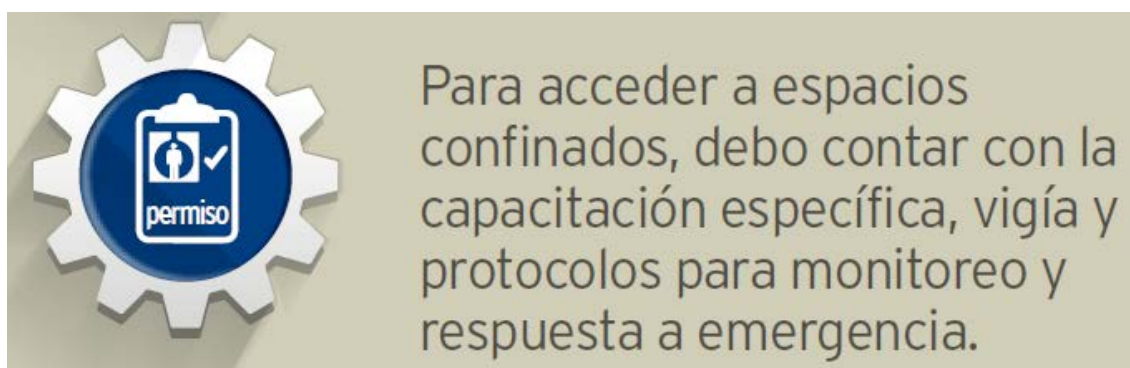 permiso
Para acceder a espacios
confinados, debo contar con la
capacitación específica, vigía y
protocolos para monitoreo y
respuesta a emergencia.